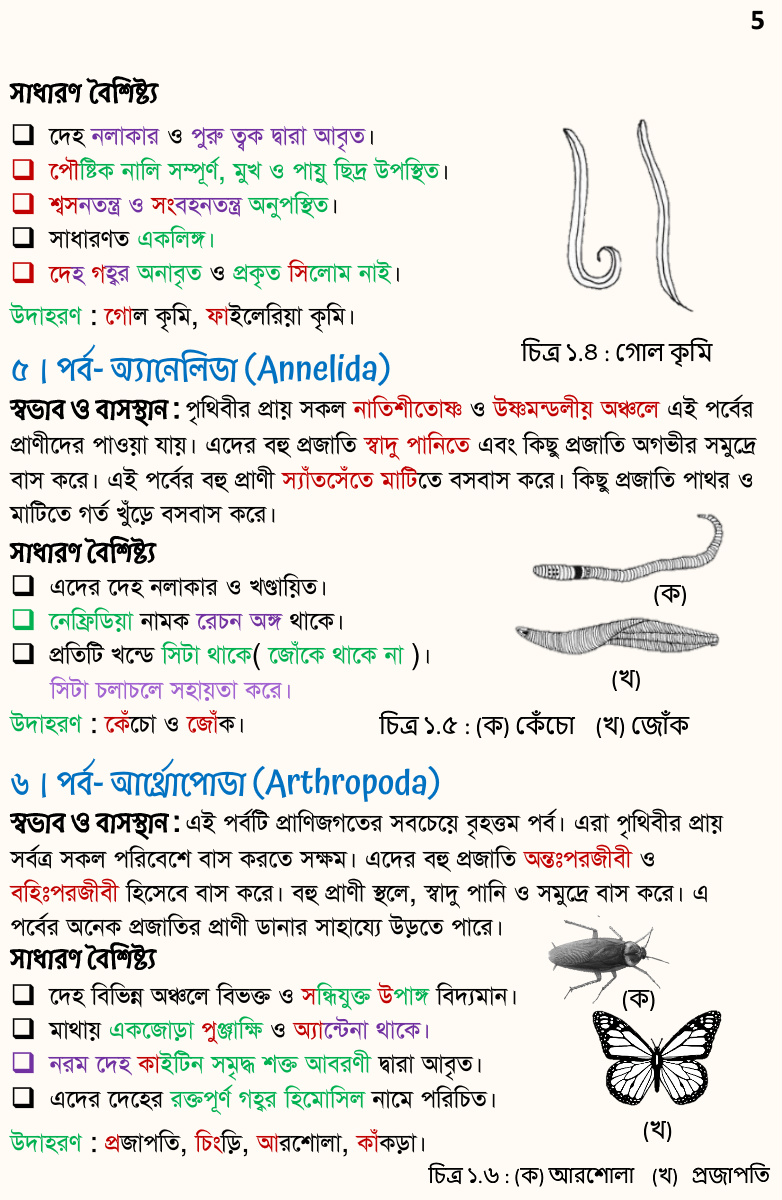 5
সাধারণ বৈশিষ্ট্য
❑ দেহ নলাকার ও পুরু ত্বক দ্বারা আবৃত।
❑ পৌষ্টিক নালি সম্পূর্ণ, মুখ ও পায়ু ছিদ্র উপস্থিত।
❑ শ্বসনতন্ত্র ও সংবহনতন্ত্র অনুপস্থিত।
❑ সাধারণত একলিঙ্গ।
❑ দেহ গহ্বর অনাবৃত ও প্রকৃত সিলোম নাই।
উদাহরণ : গোল কৃমি, ফাইলেরিয়া কৃমি।
চিত্র ১.৪ : গোল কৃমি
৫। পর্ব- অ্যানেলিডা (Annelida)
স্বভাব ও বাসস্থান : পৃথিবীর প্রায় সকল নাতিশীতোষ্ণ ও উষ্ণমন্ডলীয় অঞ্চলে এই পর্বের
প্রাণীদের পাওয়া যায়। এদের বহু প্রজাতি স্বাদু পানিতে এবং কিছু প্রজাতি অগভীর সমুদ্রে
বাস করে। এই পর্বের বহু প্রাণী স্যাঁতসেঁতে মাটিতে বসবাস করে। কিছু প্রজাতি পাথর ও
মাটিতে গর্ত খুঁড়ে বসবাস করে।
সাধারণ বৈশিষ্ট্য
❑ এদের দেহ নলাকার ও খণ্ডায়িত।
❑ নেফ্রিডিয়া নামক রেচন অঙ্গ থাকে।
❑ প্রতিটি খন্ডে সিটা থাকে( জোঁকে থাকে না )।
সিটা চলাচলে সহায়তা করে।
উদাহরণ : কেঁচো ও জোঁক।
(ক)
(খ)
চিত্র ১.৫ : (ক) কেঁচো (খ) জোঁক
৬। পর্ব- আর্থ্রোপোডা (Arthropoda)
স্বভাব ও বাসস্থান : এই পর্বটি প্রাণিজগতের সবচেয়ে বৃহত্তম পর্ব। এরা পৃথিবীর প্রায়
সর্বত্র সকল পরিবেশে বাস করতে সক্ষম। এদের বহু প্রজাতি অন্তঃপরজীবী ও
বহিঃপরজীবী হিসেবে বাস করে। বহু প্রাণী স্থলে, স্বাদু পানি ও সমুদ্রে বাস করে। এ
পর্বের অনেক প্রজাতির প্রাণী ডানার সাহায্যে উড়তে পারে।
সাধারণ বৈশিষ্ট্য
❑ দেহ বিভিন্ন অঞ্চলে বিভক্ত ও সন্ধিযুক্ত উপাঙ্গ বিদ্যমান।
❑ মাথায় একজোড়া পুঞ্জাক্ষি ও অ্যান্টেনা থাকে।
❑ নরম দেহ কাইটিন সমৃদ্ধ শক্ত আবরণী দ্বারা আবৃত।
❑ এদের দেহের রক্তপূর্ণ গহ্বর হিমোসিল নামে পরিচিত।
উদাহরণ : প্রজাপতি, চিংড়ি, আরশোলা, কাঁকড়া।
(ক)
(খ)
চিত্র ১.৬ : (ক) আরশোলা (খ) প্রজাপতি